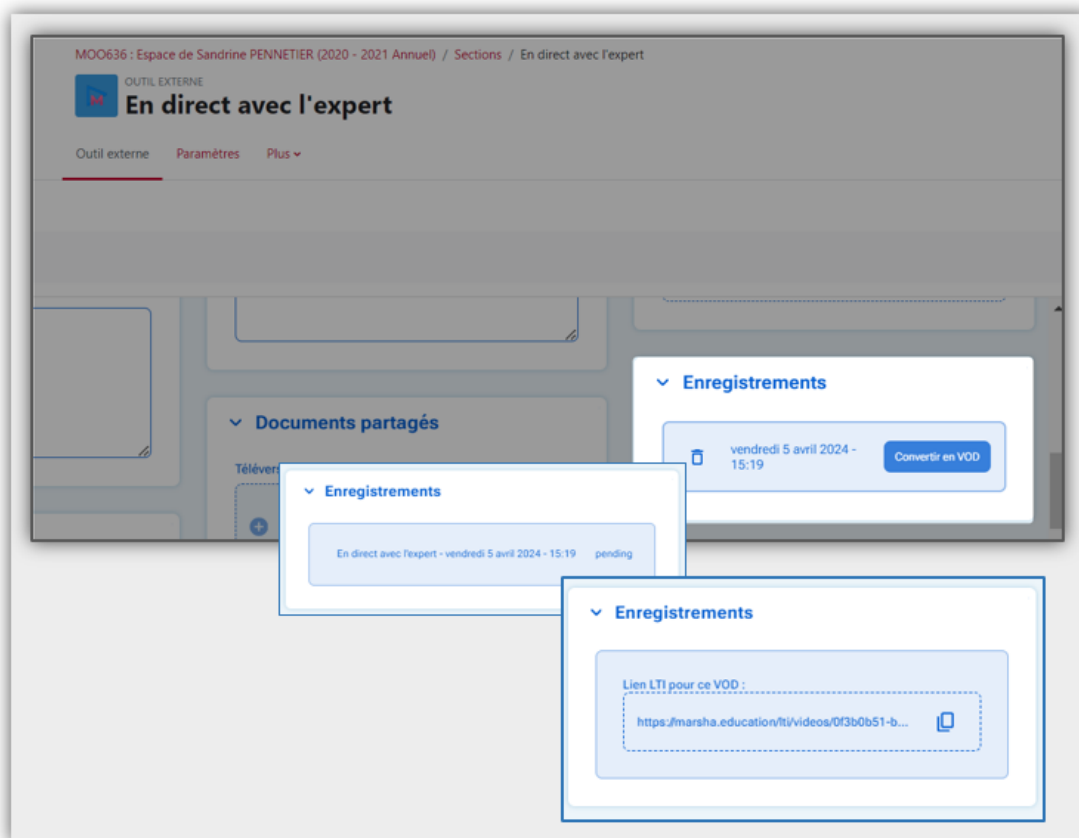 MOO636 : Espace de Sandrine PENNETIER (2020 - 2021 Annuel) / Sections / En direct avec l'expert
OUTIL EXTERNE
En direct avec l'expert
Outil externe Paramètres Plus
Documents partagés
Télévers
Enregistrements
vendredi 5 avril 2024 -
15:19
Convertir en VOD
Enregistrements
En direct avec l'expert - vendredi 5 avril 2024 - 15:19 pending
Enregistrements
Lien LTI pour ce VOD :
https://marsha.education/lti/videos/0f3b0b51-b...